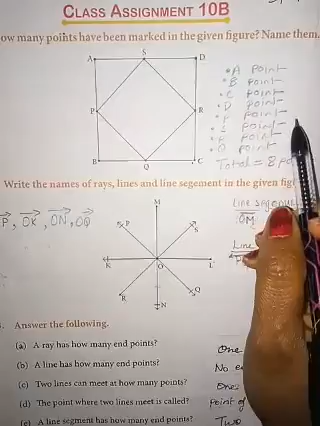 CLASS ASSIGNMENT 10B
ow many points have been marked in the given figure? Name them.
A
S
D
P
R
B
Q
C
• A Point
• B Point
• C Point
• D Point
Point
Point
Point
Point
Total = 8
Write the names of rays, lines and line segement in the given fig
P, OK, ON, OQ
M
P
S
K
O
L
R
Q
N
Line
OM
Line
Answer the following.
(a) A ray has how many end points?
One
(b) A line has how many end points?
No
(c) Two lines can meet at how many points?
One
(d) The point where two lines meet is called?
Point of
(e) A line segment has how many end points?
Two